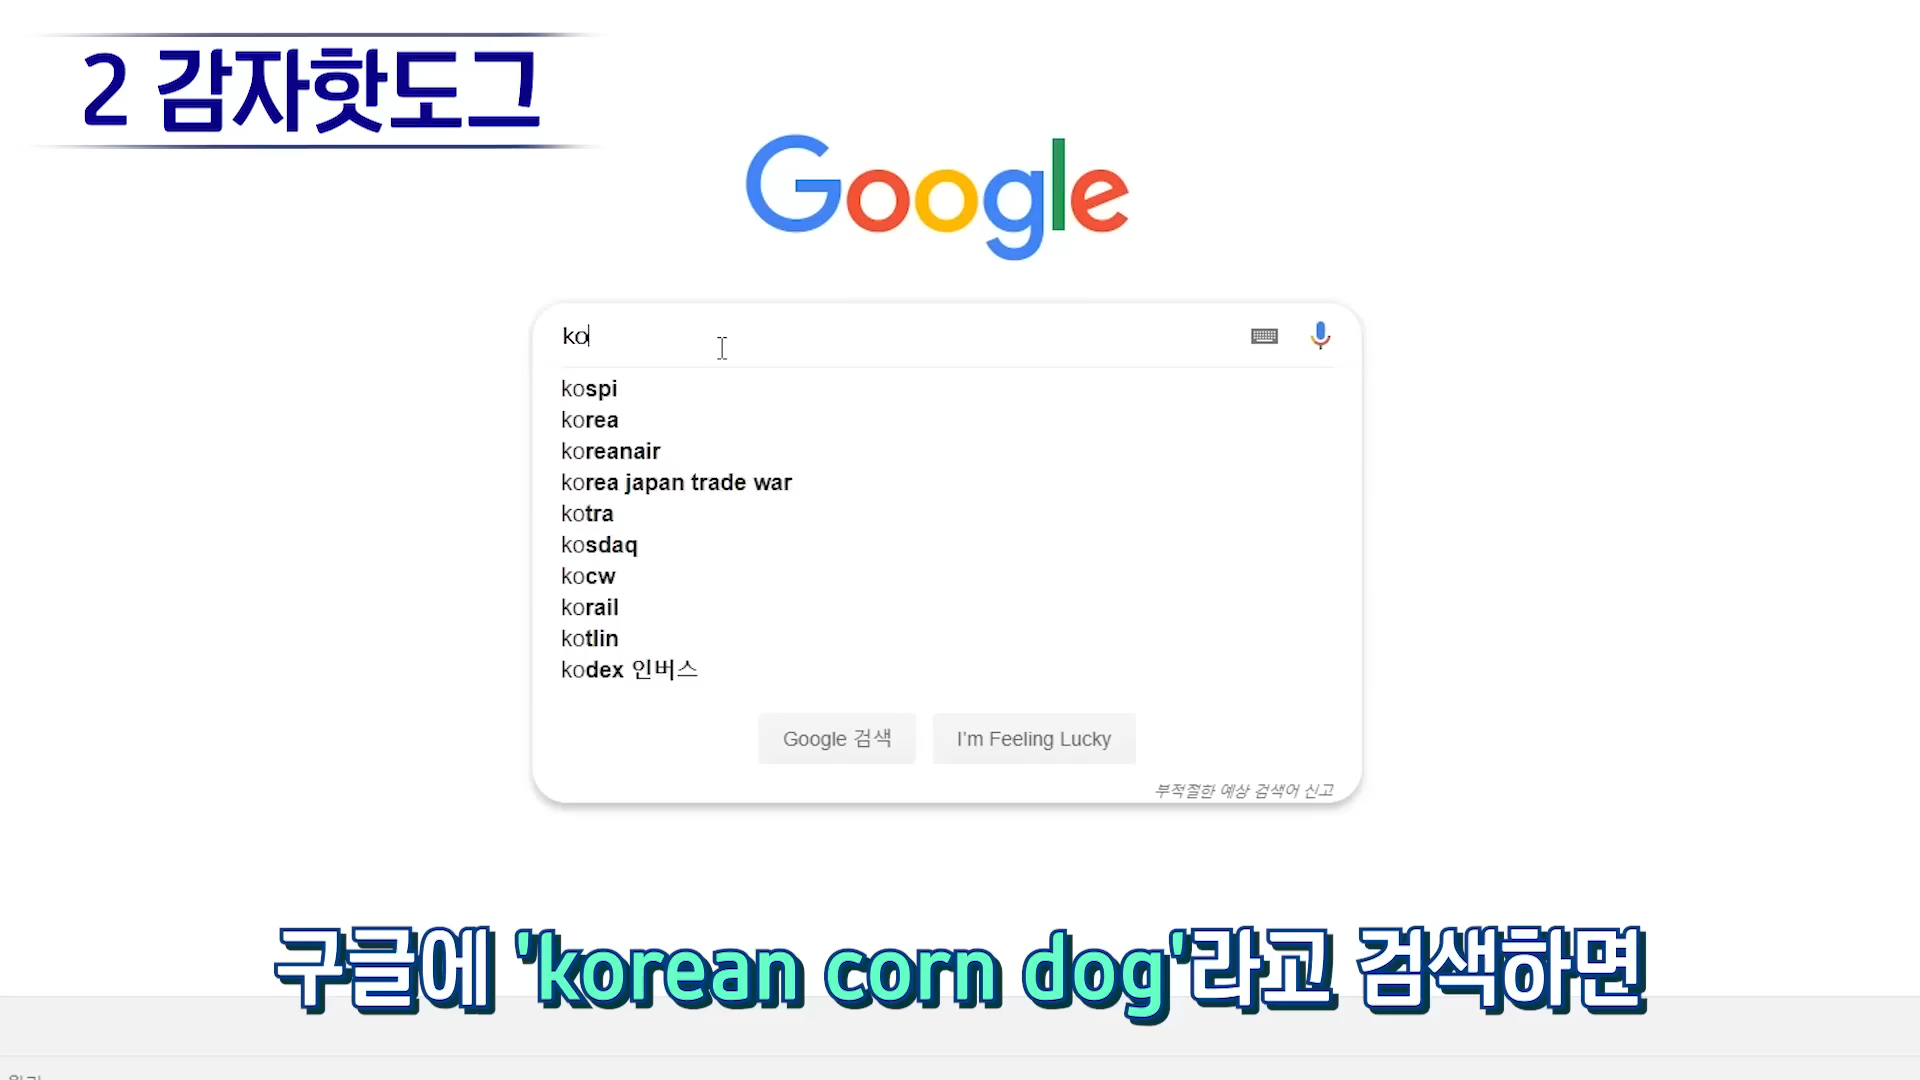 2 감자핫도그
Google
ko
kospi
korea
koreanair
korea japan trade war
kotra
kosdaq
kocw
korail
kotlin
kodex 인버스
Google 검색
I'm Feeling Lucky
부적절한 예상 검색어 신고
구글에 'korean corn dog'라고 검색하면